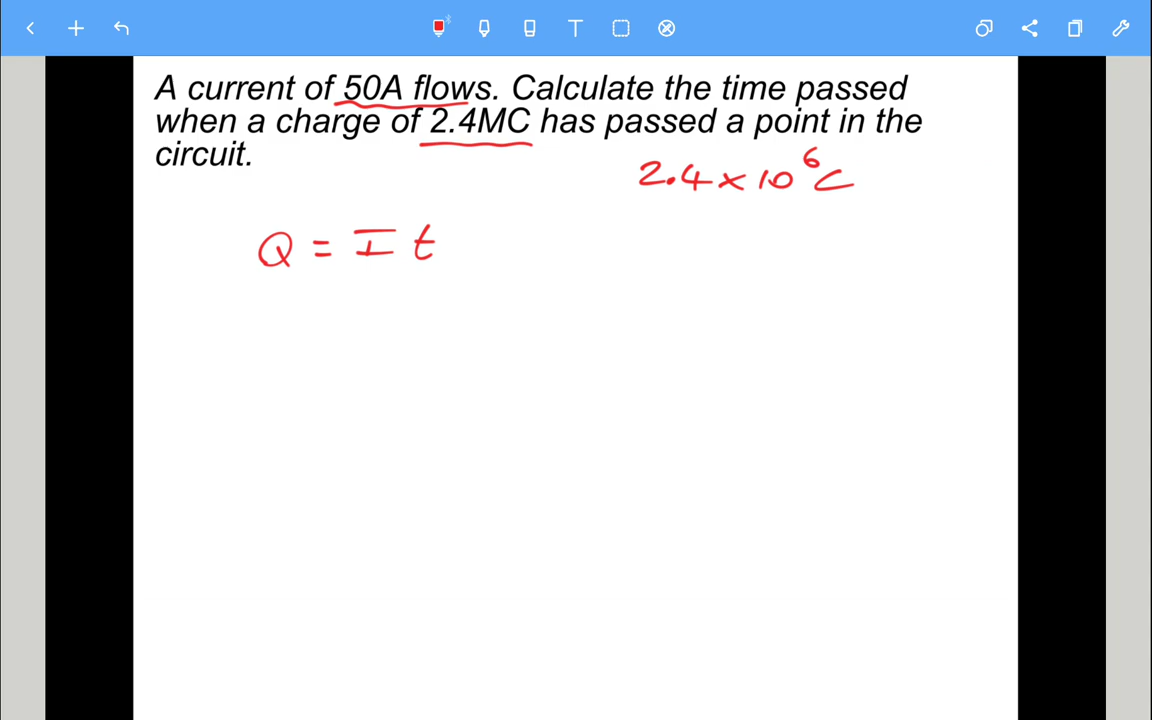 A current of 50A flows. Calculate the time passed
when a charge of 2.4MC has passed a point in the
circuit.
2.4 × 10⁶ C
Q = I t